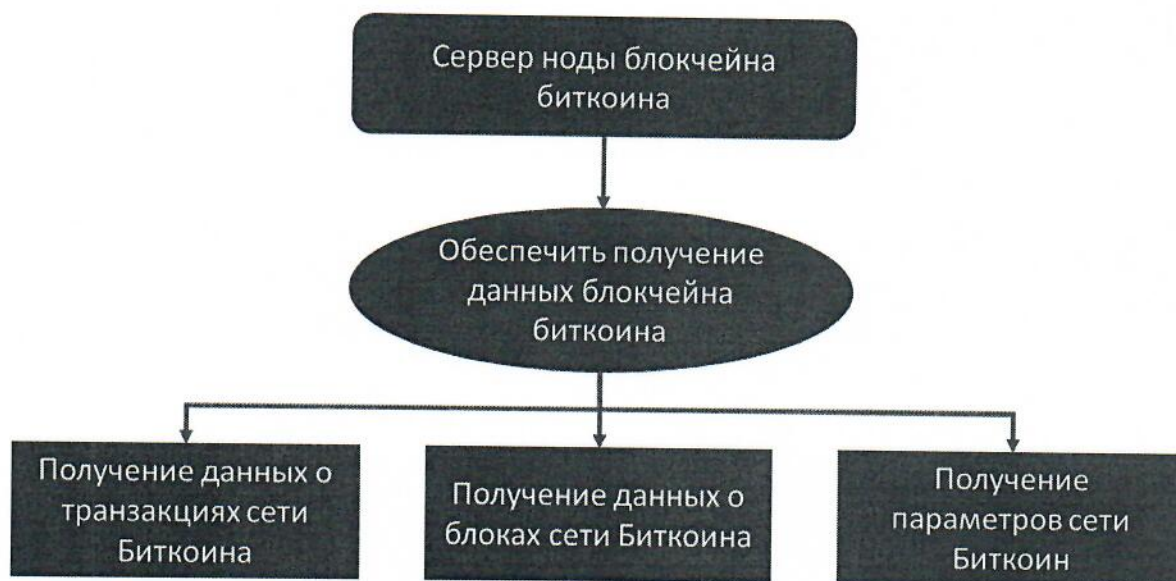 Сервер ноды блокчейна
биткоина
Обеспечить получение
данных блокчейна
биткоина
Получение данных о
транзакциях сети
Биткоина
Получение данных о
блоках сети Биткоина
Получение
параметров сети
Биткоин